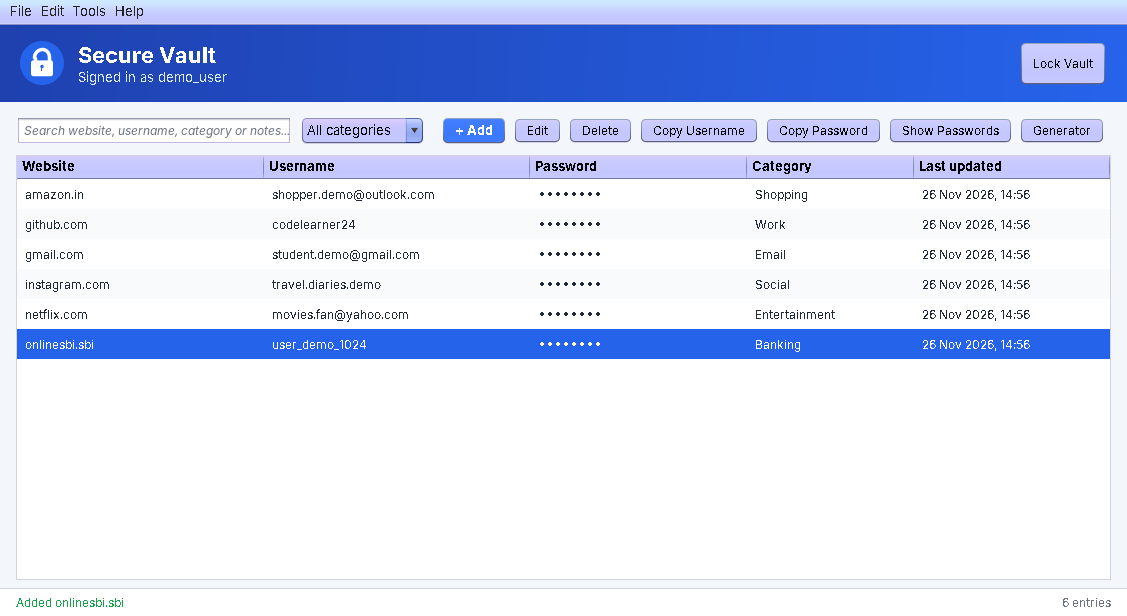 File Edit Tools Help
Secure Vault
Signed in as demo_user
Lock Vault
Search website, username, category or notes... All categories + Add Edit Delete Copy Username Copy Password Show Passwords Generator
Website Username Password Category Last updated
amazon.in shopper.demo@outlook.com •••••••• Shopping 26 Nov 2026, 14:56
github.com codelearner24 •••••••• Work 26 Nov 2026, 14:56
gmail.com student.demo@gmail.com •••••••• Email 26 Nov 2026, 14:56
instagram.com travel.diaries.demo •••••••• Social 26 Nov 2026, 14:56
netflix.com movies.fan@yahoo.com •••••••• Entertainment 26 Nov 2026, 14:56
onlinesbi.sbi user_demo_1024 •••••••• Banking 26 Nov 2026, 14:56
Added onlinesbi.sbi 6 entries